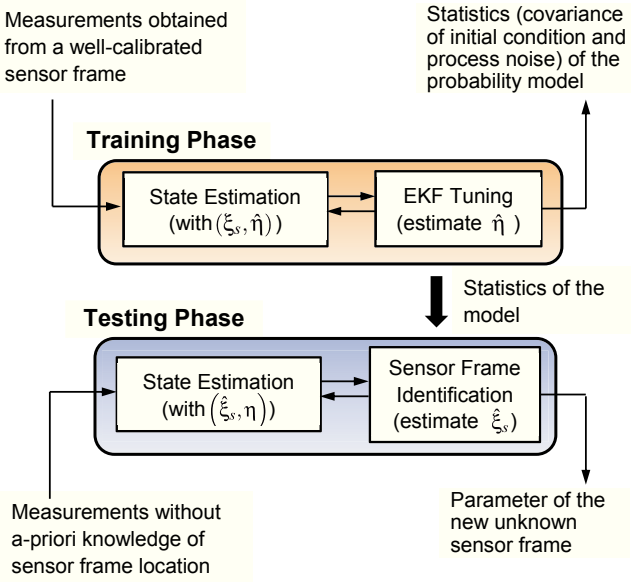 Measurements obtained
from a well-calibrated
sensor frame
Statistics (covariance
of initial condition and
process noise) of the
probability model
Training Phase
State Estimation
(with (ξₛ, η̂))
EKF Tuning
(estimate η̂ )
Statistics of the
model
Testing Phase
State Estimation
(with (ξ̂ₛ, η))
Sensor Frame
Identification
(estimate ξ̂ₛ)
Measurements without
a-priori knowledge of
sensor frame location
Parameter of the
new unknown
sensor frame